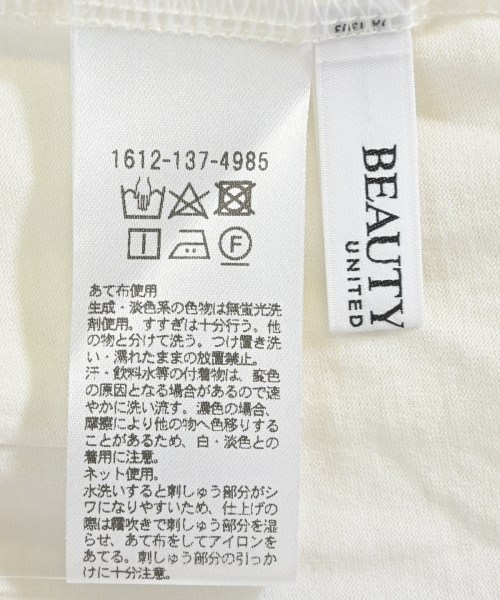 1612-137-4985
F
あて布使用
生成・淡色系の色物は無蛍光洗
剤使用。すすぎは十分行う。他
の物と分けて洗う。つけ置き洗
い・濡れたままの放置禁止。
汗・飲料水等の付着物は、変色
の原因となる場合があるので速
やかに洗い流す。濃色の場合、
摩擦により他の物へ色移りする
ことがあるため、白・淡色との
着用に注意。
ネット使用。
水洗いすると刺しゅう部分がシ
ワになりやすいため、仕上げの
際は霧吹きで刺しゅう部分を湿
らせ、あて布をしてアイロンを
あてる。刺しゅう部分の引っか
けに十分注意。
BEAUTY
UNITED